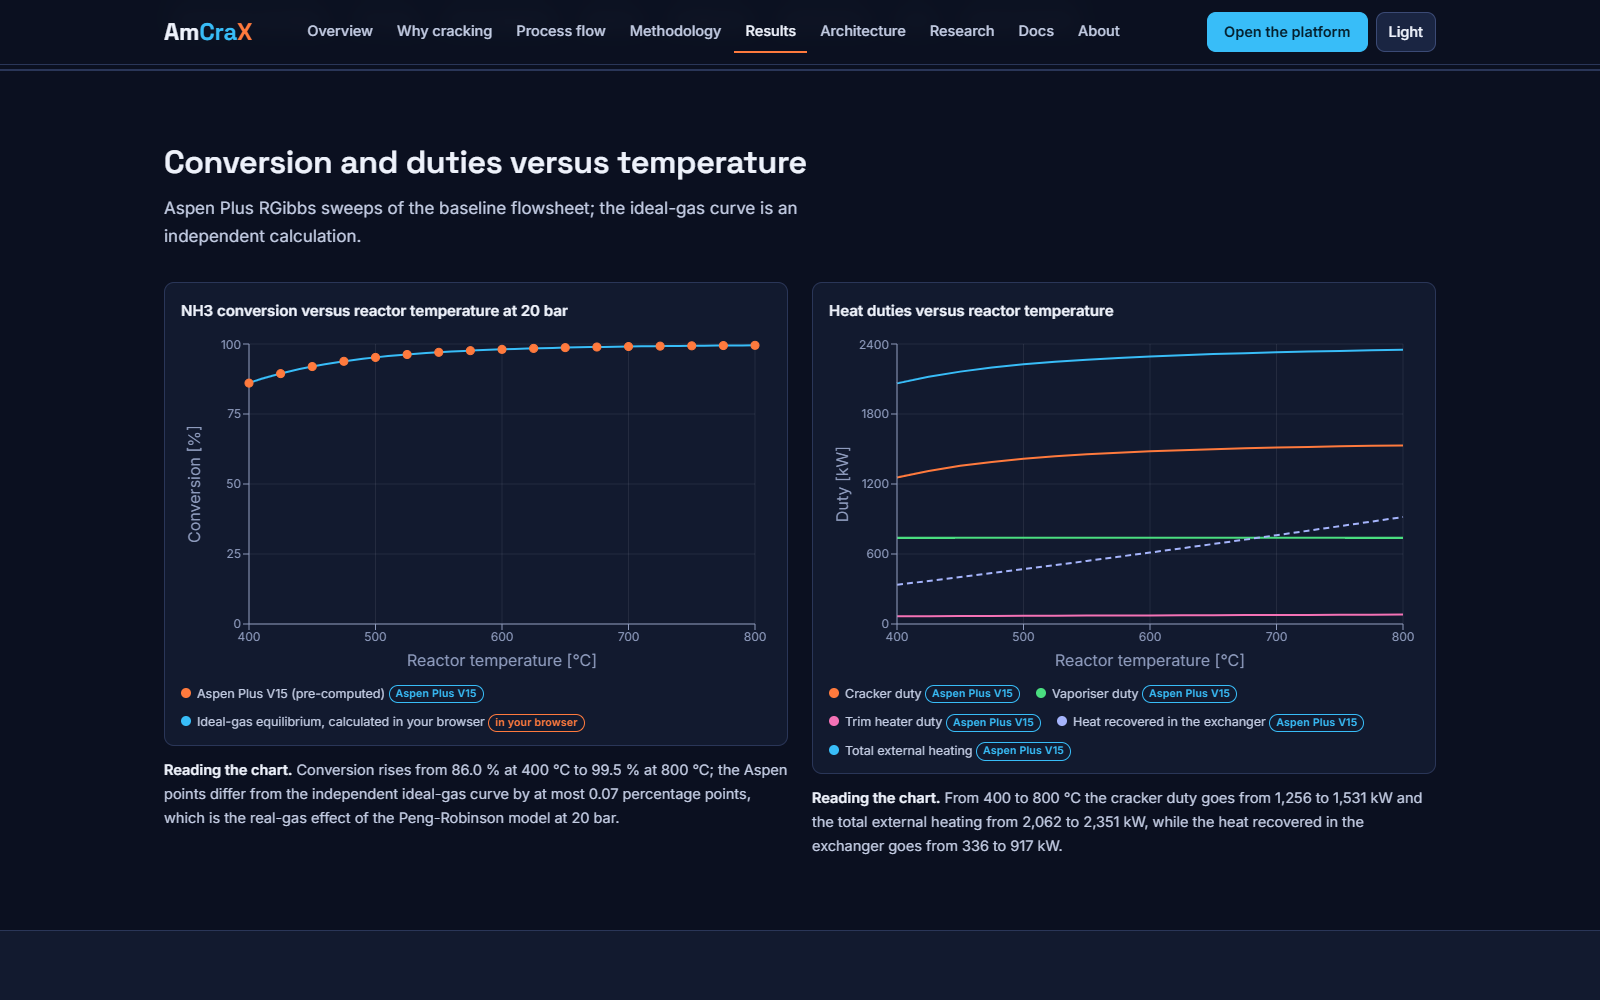 AmCraX
Overview
Why cracking
Process flow
Methodology
Results
Architecture
Research
Docs
About
Open the platform
Light
Conversion and duties versus temperature
Aspen Plus RGibbs sweeps of the baseline flowsheet; the ideal-gas curve is an
independent calculation.
NH3 conversion versus reactor temperature at 20 bar
100
75
50
25
0
Conversion [%]
400
500
600
700
800
Reactor temperature [°C]
Aspen Plus V15 (pre-computed) Aspen Plus V15
Ideal-gas equilibrium, calculated in your browser in your browser
Reading the chart. Conversion rises from 86.0 % at 400 °C to 99.5 % at 800 °C; the Aspen
points differ from the independent ideal-gas curve by at most 0.07 percentage points,
which is the real-gas effect of the Peng-Robinson model at 20 bar.
Heat duties versus reactor temperature
2400
1800
1200
600
0
Duty [kW]
400
500
600
700
800
Reactor temperature [°C]
Cracker duty Aspen Plus V15
Vaporiser duty Aspen Plus V15
Trim heater duty Aspen Plus V15
Heat recovered in the exchanger Aspen Plus V15
Total external heating Aspen Plus V15
Reading the chart. From 400 to 800 °C the cracker duty goes from 1,256 to 1,531 kW and
the total external heating from 2,062 to 2,351 kW, while the heat recovered in the
exchanger goes from 336 to 917 kW.